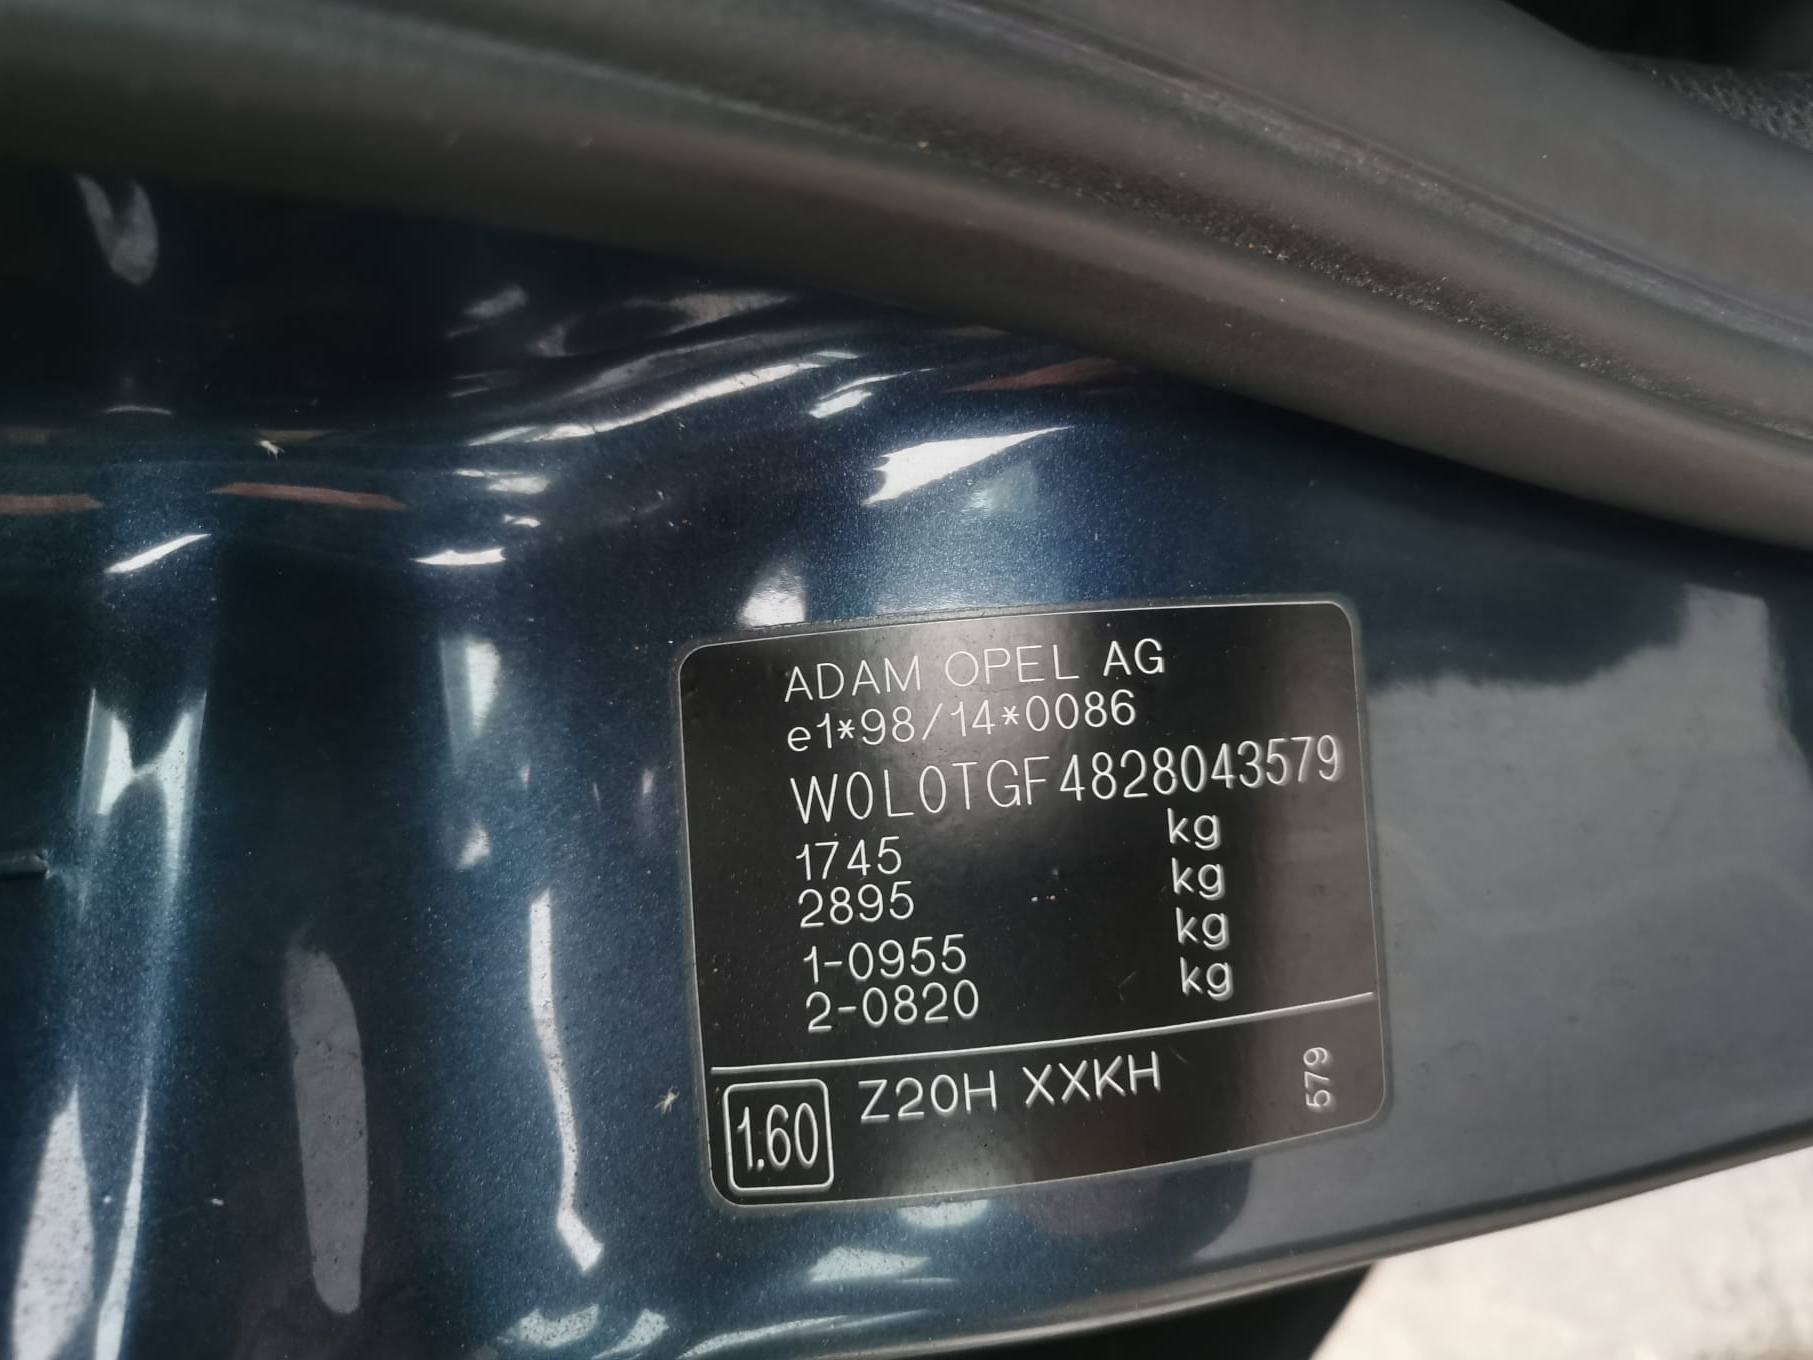 ADAM OPEL AG
e1*98/14*0086
W0L0TGF4828043579
1745 kg
2895 kg
1-0955 kg
2-0820 kg
1.60 Z20H XXKH 579